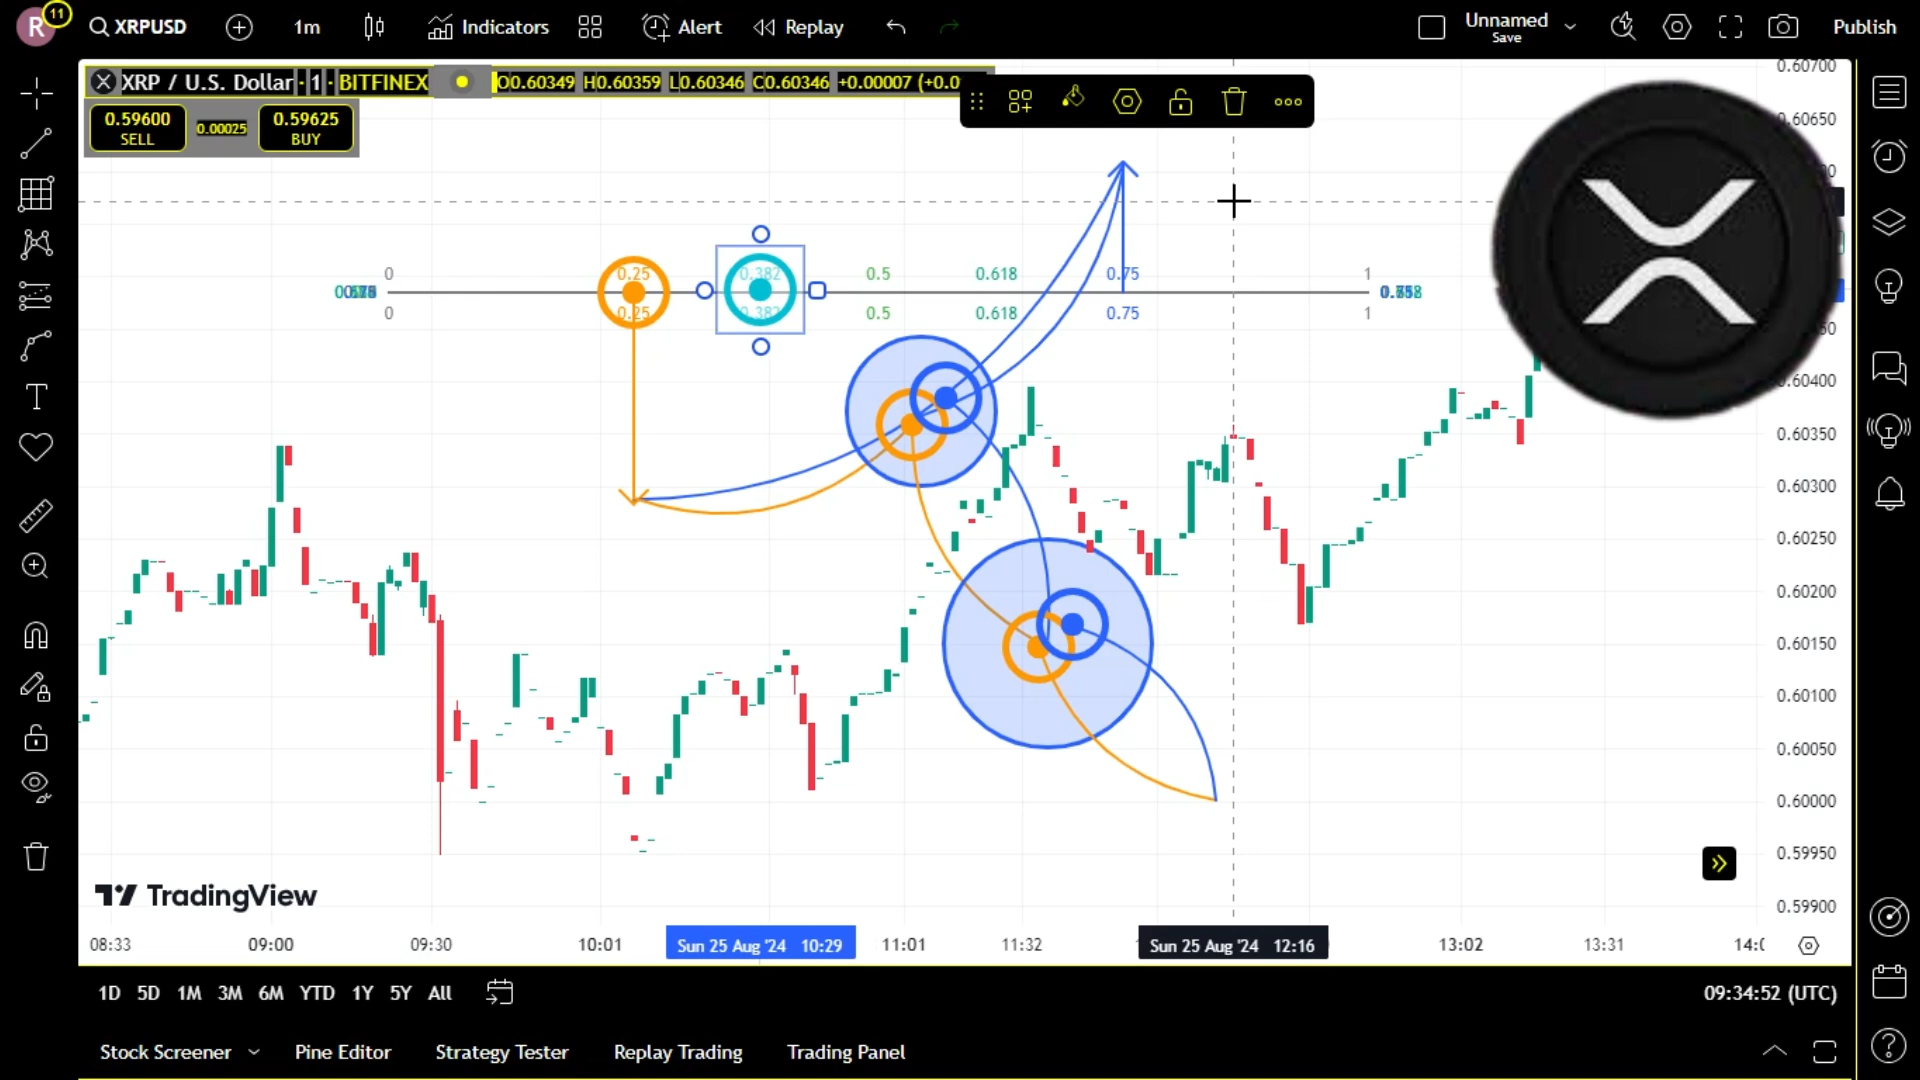 R 11 XRPUSD 1m Indicators Alert Replay Unnamed Save Publish
XRP / U.S. Dollar · 1 · BITFINEX O0.60349 H0.60359 L0.60346 C0.60346 +0.00007 (+0.0
0.59600 SELL 0.00025 0.59625 BUY
0 0.25 0.382 0.5 0.618 0.75 1
0 0.25 0.382 0.5 0.618 0.75 1
0.60700
0.60650
0.60400
0.60350
0.60300
0.60250
0.60200
0.60150
0.60100
0.60050
0.60000
0.59950
0.59900
TradingView
08:33 09:00 09:30 10:01 Sun 25 Aug '24 10:29 11:01 11:32 Sun 25 Aug '24 12:16 13:02 13:31
1D 5D 1M 3M 6M YTD 1Y 5Y All 09:34:52 (UTC)
Stock Screener Pine Editor Strategy Tester Replay Trading Trading Panel